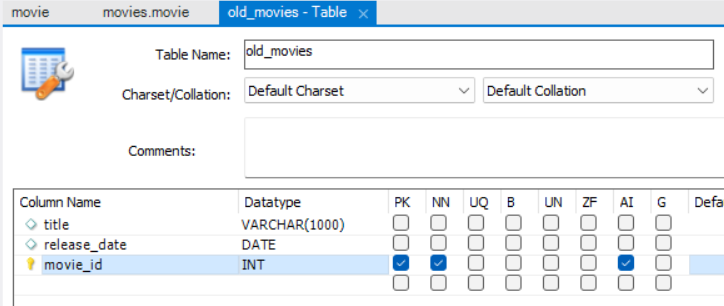 movie movies.movie old_movies - Table ×
Table Name: old_movies
Charset/Collation: Default Charset Default Collation
Comments:
Column Name Datatype PK NN UQ B UN ZF AI G Defa
title VARCHAR(1000)
release_date DATE
movie_id INT